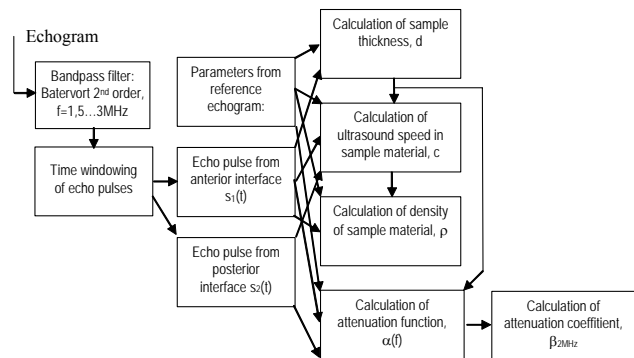 Echogram
Bandpass filter:
Batervort 2nd order,
f=1,5…3MHz
Time windowing
of echo pulses
Parameters from
reference echogram:
Echo pulse from
anterior interface
s1(t)
Echo pulse from
posterior
interface s2(t)
Calculation of sample
thickness, d
Calculation of
ultrasound speed in
sample material, c
Calculation of density
of sample material, ρ
Calculation of
attenuation function,
α(f)
Calculation of
attenuation coeffitient,
β2MHz